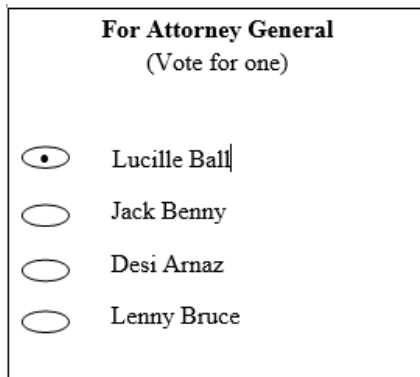 For Attorney General
(Vote for one)
Lucille Ball
Jack Benny
Desi Arnaz
Lenny Bruce